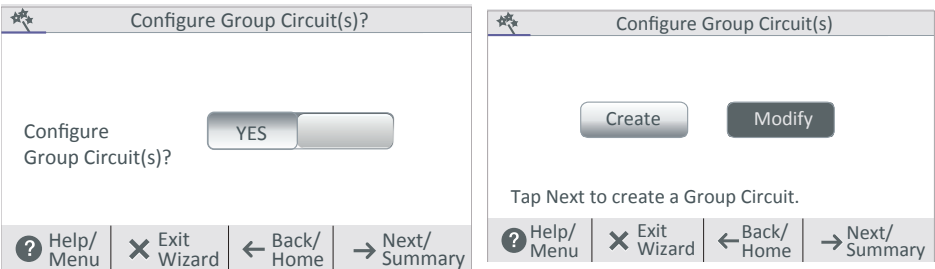 Configure Group Circuit(s)?
Configure
Group Circuit(s)?
YES
Help/
Menu
Exit
Wizard
Back/
Home
Next/
Summary
Configure Group Circuit(s)
Create
Modify
Tap Next to create a Group Circuit.
Help/
Menu
Exit
Wizard
Back/
Home
Next/
Summary